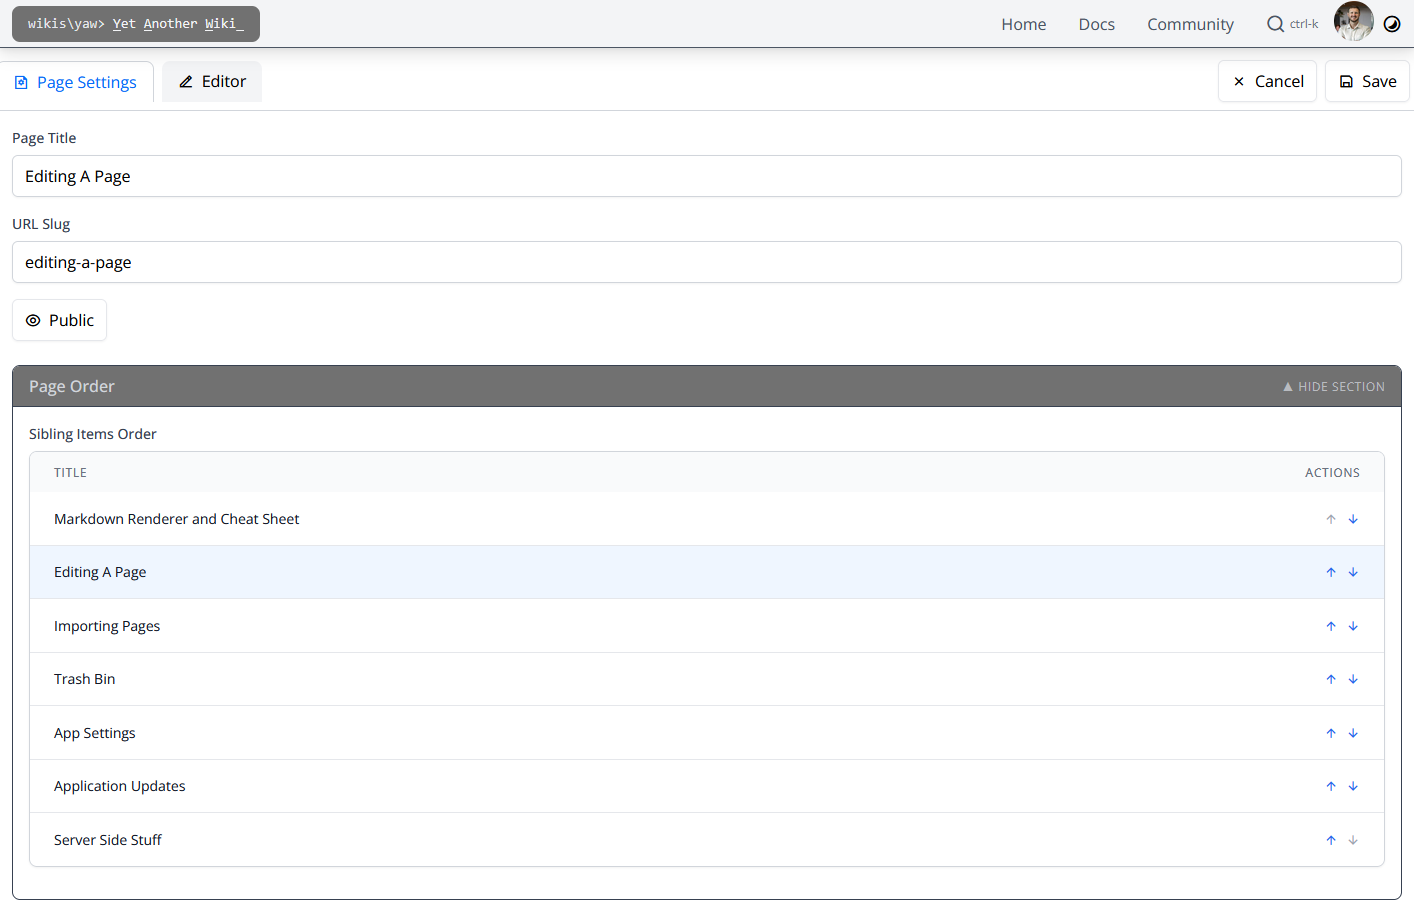 wikis\yaw> Yet Another Wiki_
Home Docs Community ctrl-k
Page Settings Editor Cancel Save
Page Title
Editing A Page
URL Slug
editing-a-page
Public
Page Order ▲ HIDE SECTION
Sibling Items Order
TITLE ACTIONS
Markdown Renderer and Cheat Sheet ↑ ↓
Editing A Page ↑ ↓
Importing Pages ↑ ↓
Trash Bin ↑ ↓
App Settings ↑ ↓
Application Updates ↑ ↓
Server Side Stuff ↑ ↓